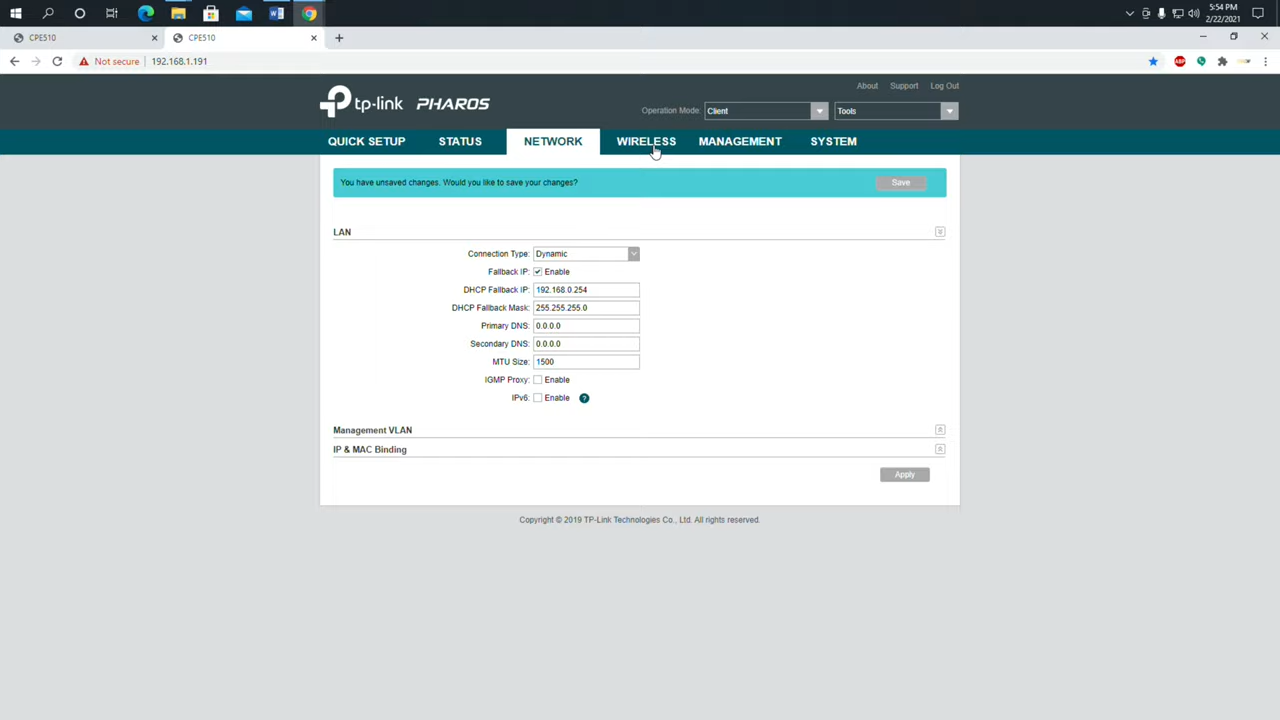 5:54 PM
2/22/2021
CPE510
CPE510
Not secure 192.168.1.191
About Support Log Out
tp-link PHAROS
Operation Mode: Client Tools
QUICK SETUP STATUS NETWORK WIRELESS MANAGEMENT SYSTEM
You have unsaved changes. Would you like to save your changes? Save
LAN
Connection Type: Dynamic
Fallback IP: Enable
DHCP Fallback IP: 192.168.0.254
DHCP Fallback Mask: 255.255.255.0
Primary DNS: 0.0.0.0
Secondary DNS: 0.0.0.0
MTU Size: 1500
IGMP Proxy: Enable
IPv6: Enable ?
Management VLAN
IP & MAC Binding
Apply
Copyright © 2019 TP-Link Technologies Co., Ltd. All rights reserved.